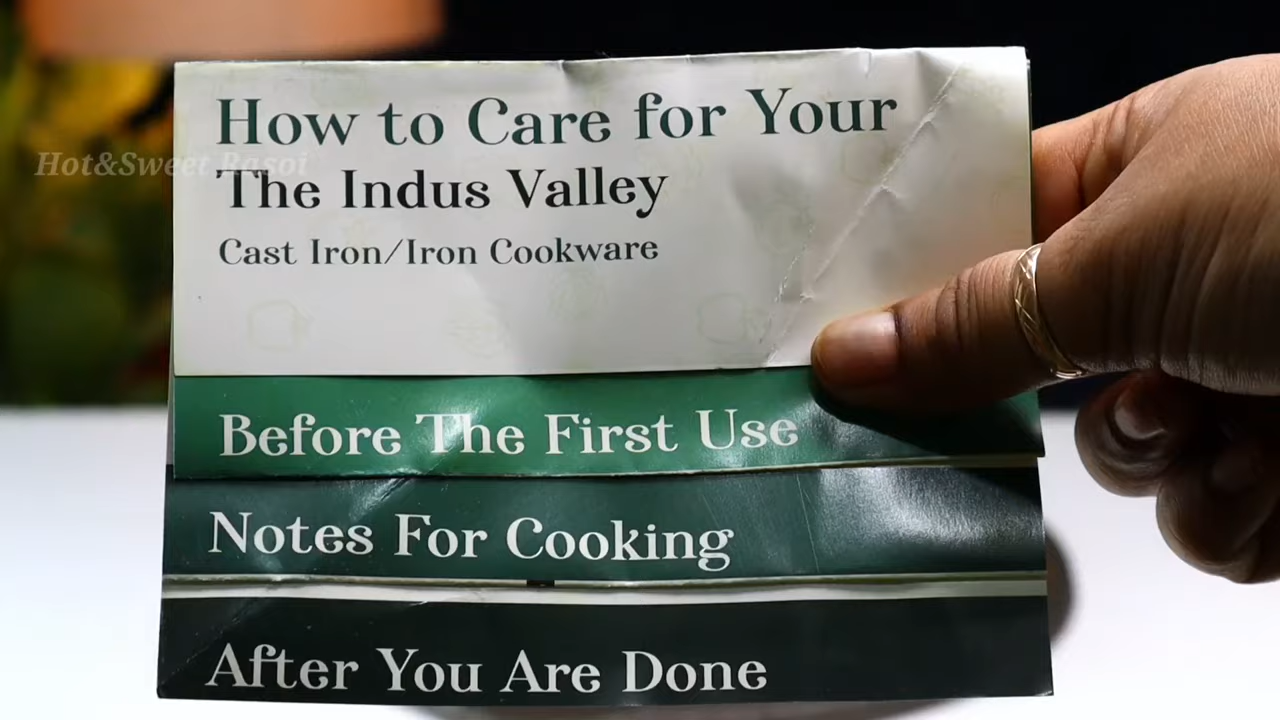 How to Care for Your
Hot&Sweet Rasoi
The Indus Valley
Cast Iron/Iron Cookware
Before The First Use
Notes For Cooking
After You Are Done